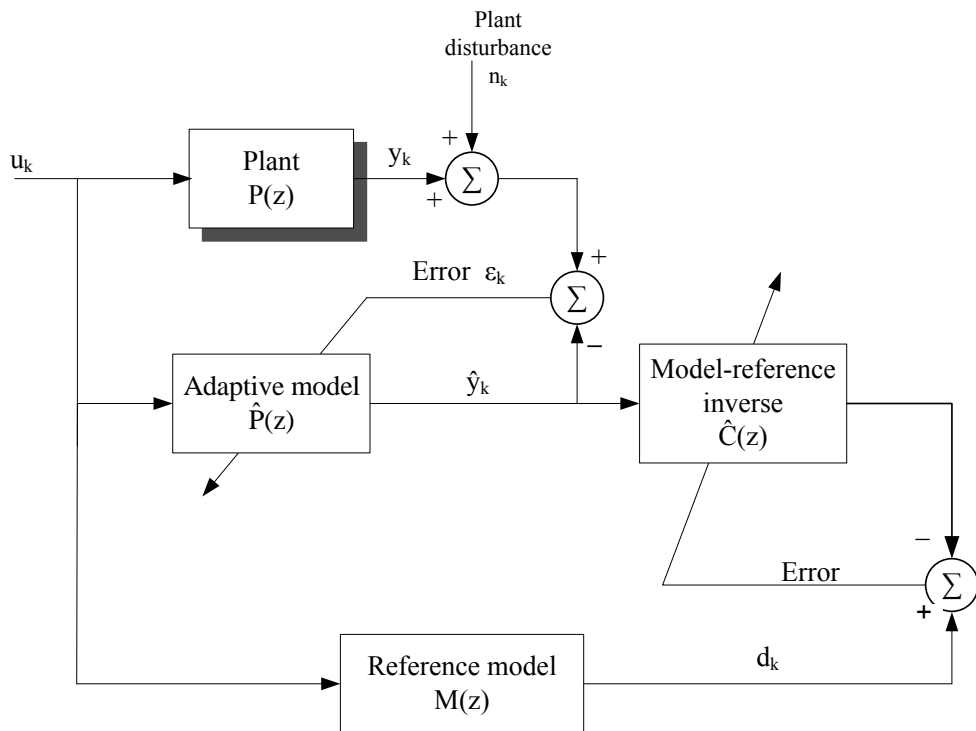 Plant
disturbance
n_k
+
u_k
Plant
P(z)
y_k
+
Σ
Error ε_k
+
Σ
−
Adaptive model
P̂(z)
ŷ_k
Model-reference
inverse
Ĉ(z)
−
Error
+
Σ
Reference model
M(z)
d_k